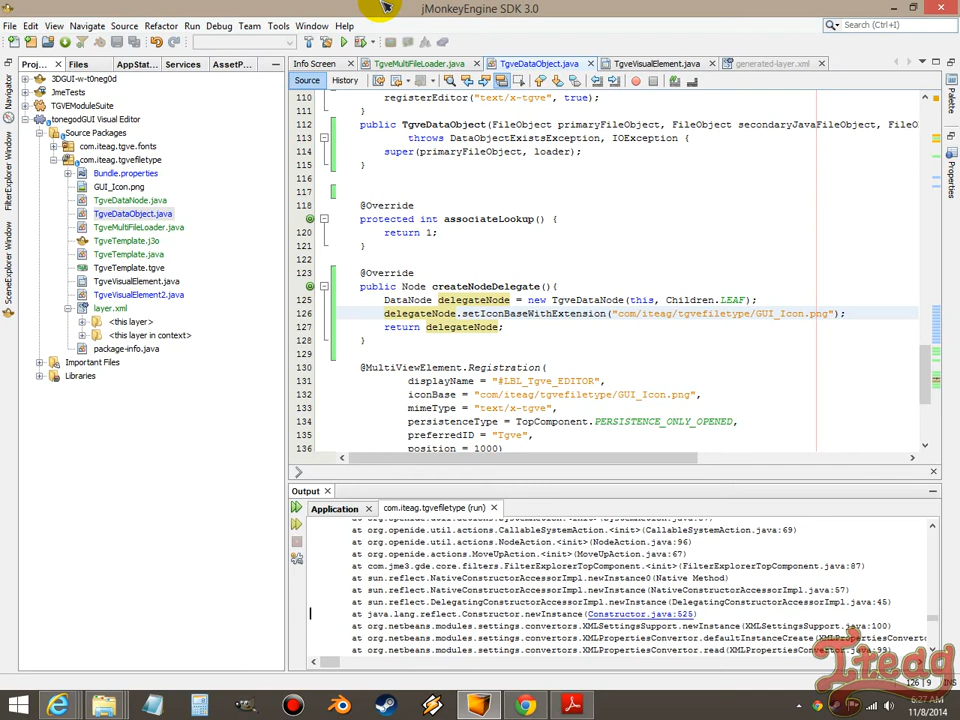 jMonkeyEngine SDK 3.0
File Edit View Navigate Source Refactor Run Debug Team Tools Window Help
Search (Ctrl+I)
Proj... Files AppStat... Services AssetP...
Info Screen TgveMultiFileLoader.java TgveDataObject.java TgveVisualElement.java generated-layer.xml
Source History
Navigator
FilterExplorer Window
SceneExplorer Window
Palette
Properties
3DGUI-w-t0neg0d
JmeTests
TGVEModuleSuite
tonegodGUI Visual Editor
Source Packages
com.iteag.tgve.fonts
com.iteag.tgvefiletype
Bundle.properties
GUI_Icon.png
TgveDataNode.java
TgveDataObject.java
TgveMultiFileLoader.java
TgveTemplate.j3o
TgveTemplate.java
TgveTemplate.tgve
TgveVisualElement.java
TgveVisualElement2.java
layer.xml
<this layer>
<this layer in context>
package-info.java
Important Files
Libraries
110 registerEditor("text/x-tgve", true);
111 }
112 public TgveDataObject(FileObject primaryFileObject, FileObject secondaryJavaFileObject, FileO
113 throws DataObjectExistsException, IOException {
114 super(primaryFileObject, loader);
115 }
116
117
118 @Override
119 protected int associateLookup() {
120 return 1;
121 }
122
123 @Override
124 public Node createNodeDelegate(){
125 DataNode delegateNode = new TgveDataNode(this, Children.LEAF);
126 delegateNode.setIconBaseWithExtension("com/iteag/tgvefiletype/GUI_Icon.png");
127 return delegateNode;
128 }
129
130 @MultiViewElement.Registration(
131 displayName = "#LBL_Tgve_EDITOR",
132 iconBase = "com/iteag/tgvefiletype/GUI_Icon.png",
133 mimeType = "text/x-tgve",
134 persistenceType = TopComponent.PERSISTENCE_ONLY_OPENED,
135 preferredID = "Tgve",
136 position = 1000)
Output
Application com.iteag.tgvefiletype (run)
at org.openide.util.actions.CallableSystemAction.<init>(CallableSystemAction.java:69)
at org.openide.util.actions.NodeAction.<init>(NodeAction.java:96)
at org.openide.actions.MoveUpAction.<init>(MoveUpAction.java:67)
at com.jme3.gde.core.filters.FilterExplorerTopComponent.<init>(FilterExplorerTopComponent.java:87)
at sun.reflect.NativeConstructorAccessorImpl.newInstance0(Native Method)
at sun.reflect.NativeConstructorAccessorImpl.newInstance(NativeConstructorAccessorImpl.java:57)
at sun.reflect.DelegatingConstructorAccessorImpl.newInstance(DelegatingConstructorAccessorImpl.java:45)
at java.lang.reflect.Constructor.newInstance(Constructor.java:525)
at org.netbeans.modules.settings.convertors.XMLSettingsSupport.newInstance(XMLSettingsSupport.java:100)
at org.netbeans.modules.settings.convertors.XMLPropertiesConvertor.defaultInstanceCreate(XMLPropertiesConvertor
at org.netbeans.modules.settings.convertors.XMLPropertiesConvertor.read(XMLPropertiesConvertor.java:99)
126 | 9 INS
6:27 AM
11/8/2014